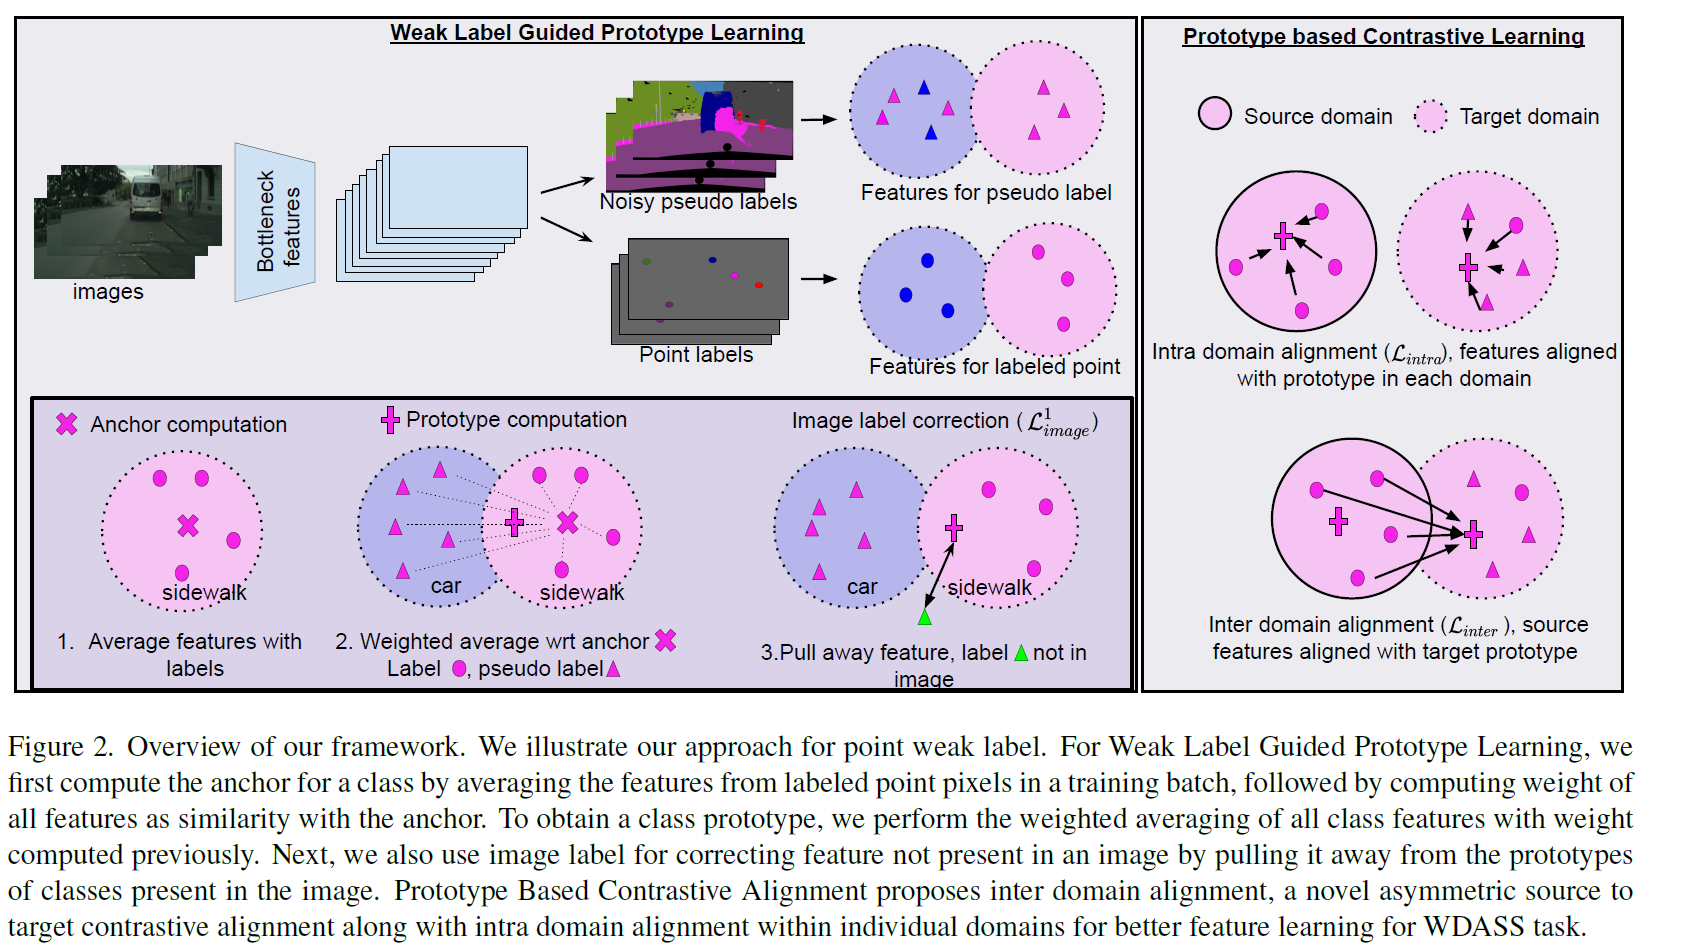 Weak Label Guided Prototype Learning
images
Bottleneck
features
Noisy pseudo labels
Point labels
Features for pseudo label
Features for labeled point
Anchor computation
sidewalk
1. Average features with
labels
Prototype computation
car
sidewalk
2. Weighted average wrt anchor
Label , pseudo label
Image label correction (ℒ¹image)
car
sidewalk
3.Pull away feature, label not in
image
Prototype based Contrastive Learning
Source domain
Target domain
Intra domain alignment (ℒintra), features aligned
with prototype in each domain
Inter domain alignment (ℒinter ), source
features aligned with target prototype
Figure 2. Overview of our framework. We illustrate our approach for point weak label. For Weak Label Guided Prototype Learning, we
first compute the anchor for a class by averaging the features from labeled point pixels in a training batch, followed by computing weight of
all features as similarity with the anchor. To obtain a class prototype, we perform the weighted averaging of all class features with weight
computed previously. Next, we also use image label for correcting feature not present in an image by pulling it away from the prototypes
of classes present in the image. Prototype Based Contrastive Alignment proposes inter domain alignment, a novel asymmetric source to
target contrastive alignment along with intra domain alignment within individual domains for better feature learning for WDASS task.